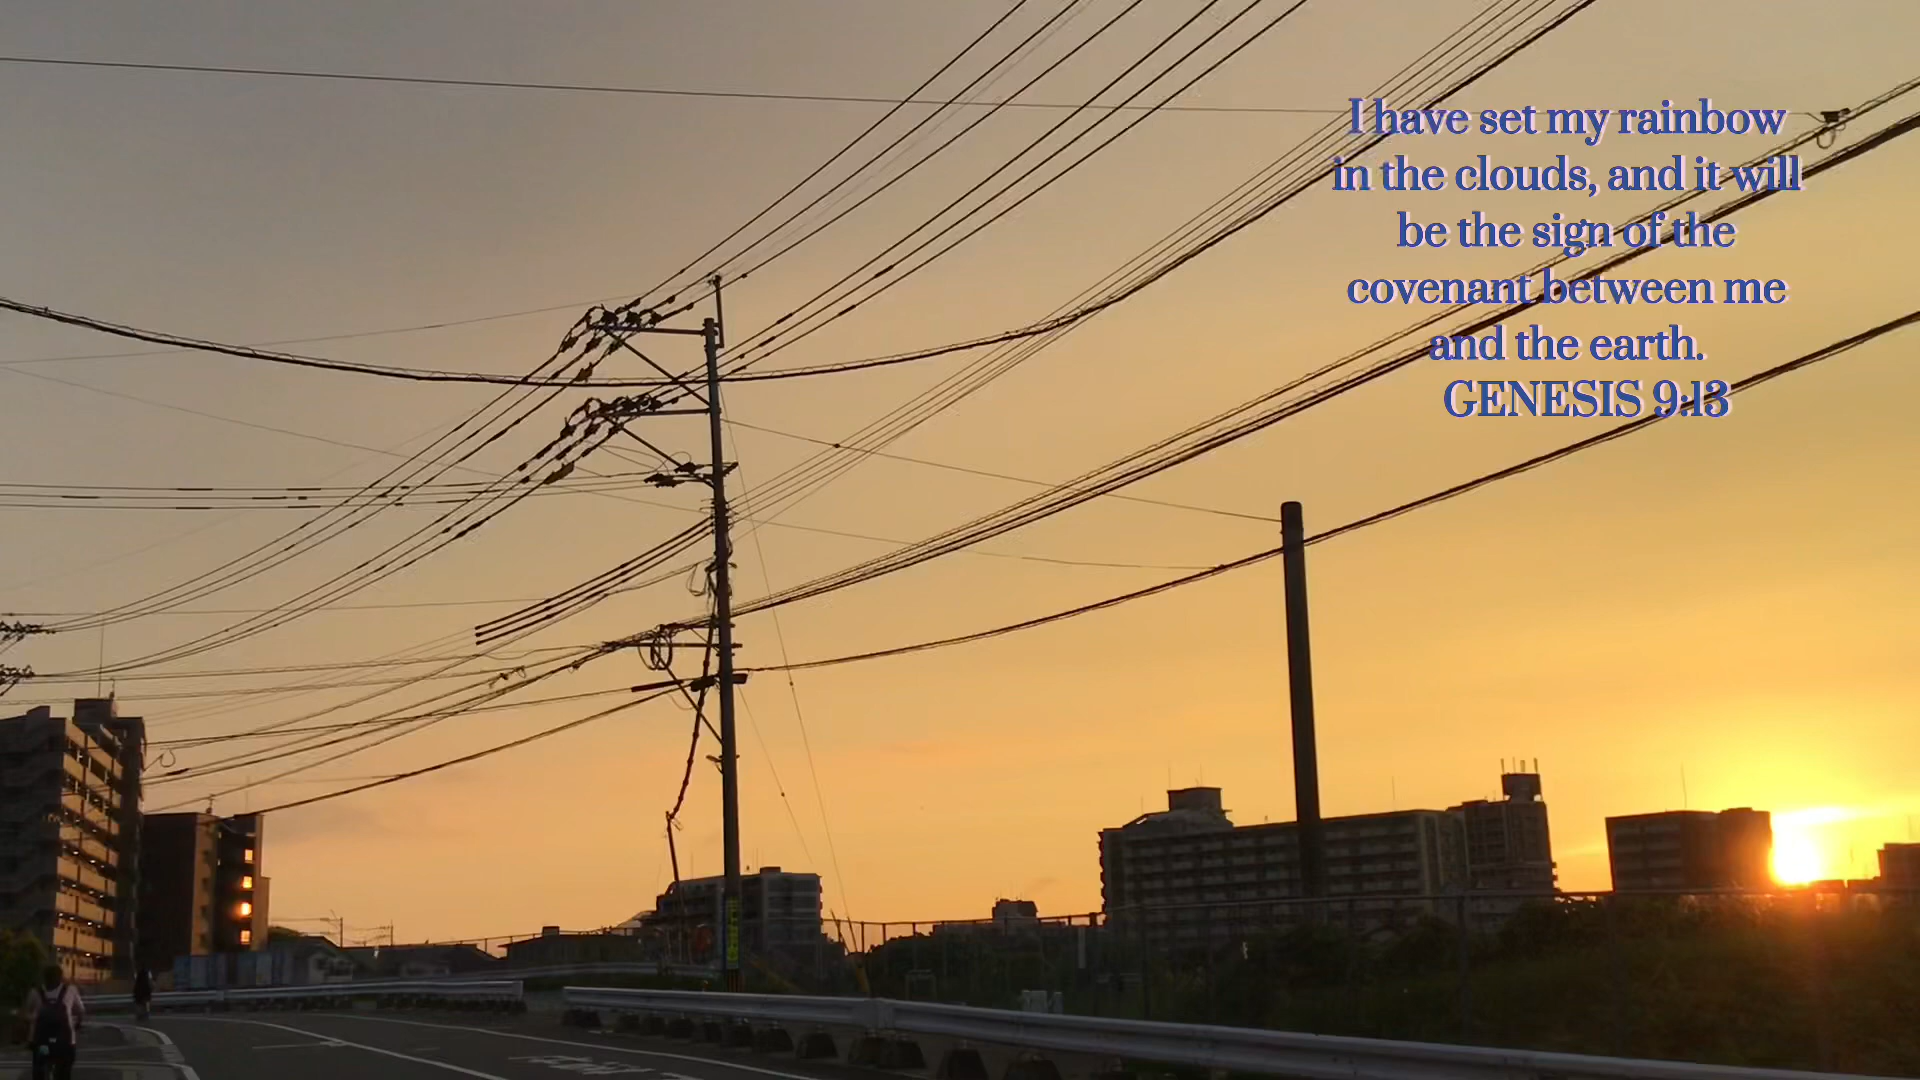 I have set my rainbow
in the clouds, and it will
be the sign of the
covenant between me
and the earth.
GENESIS 9:13